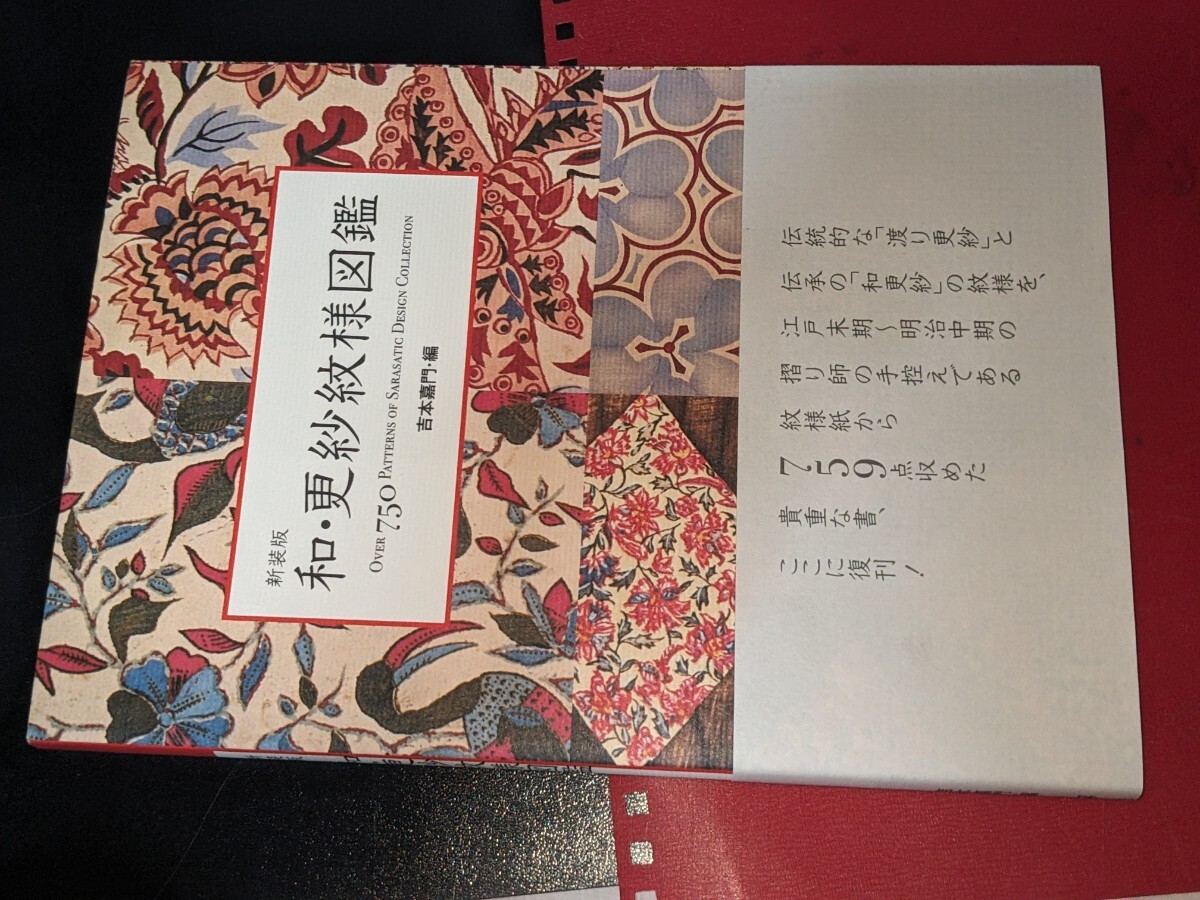 新装版
和・更紗紋様図鑑
OVER 750 PATTERNS OF SARASATIC DESIGN COLLECTION
吉本嘉門・編
伝統的な「渡り更紗」と
伝承の「和更紗」の紋様を、
江戸末期〜明治中期の
摺り師の手控えである
紋様紙から
759点収めた
貴重な書、
ここに復刊!